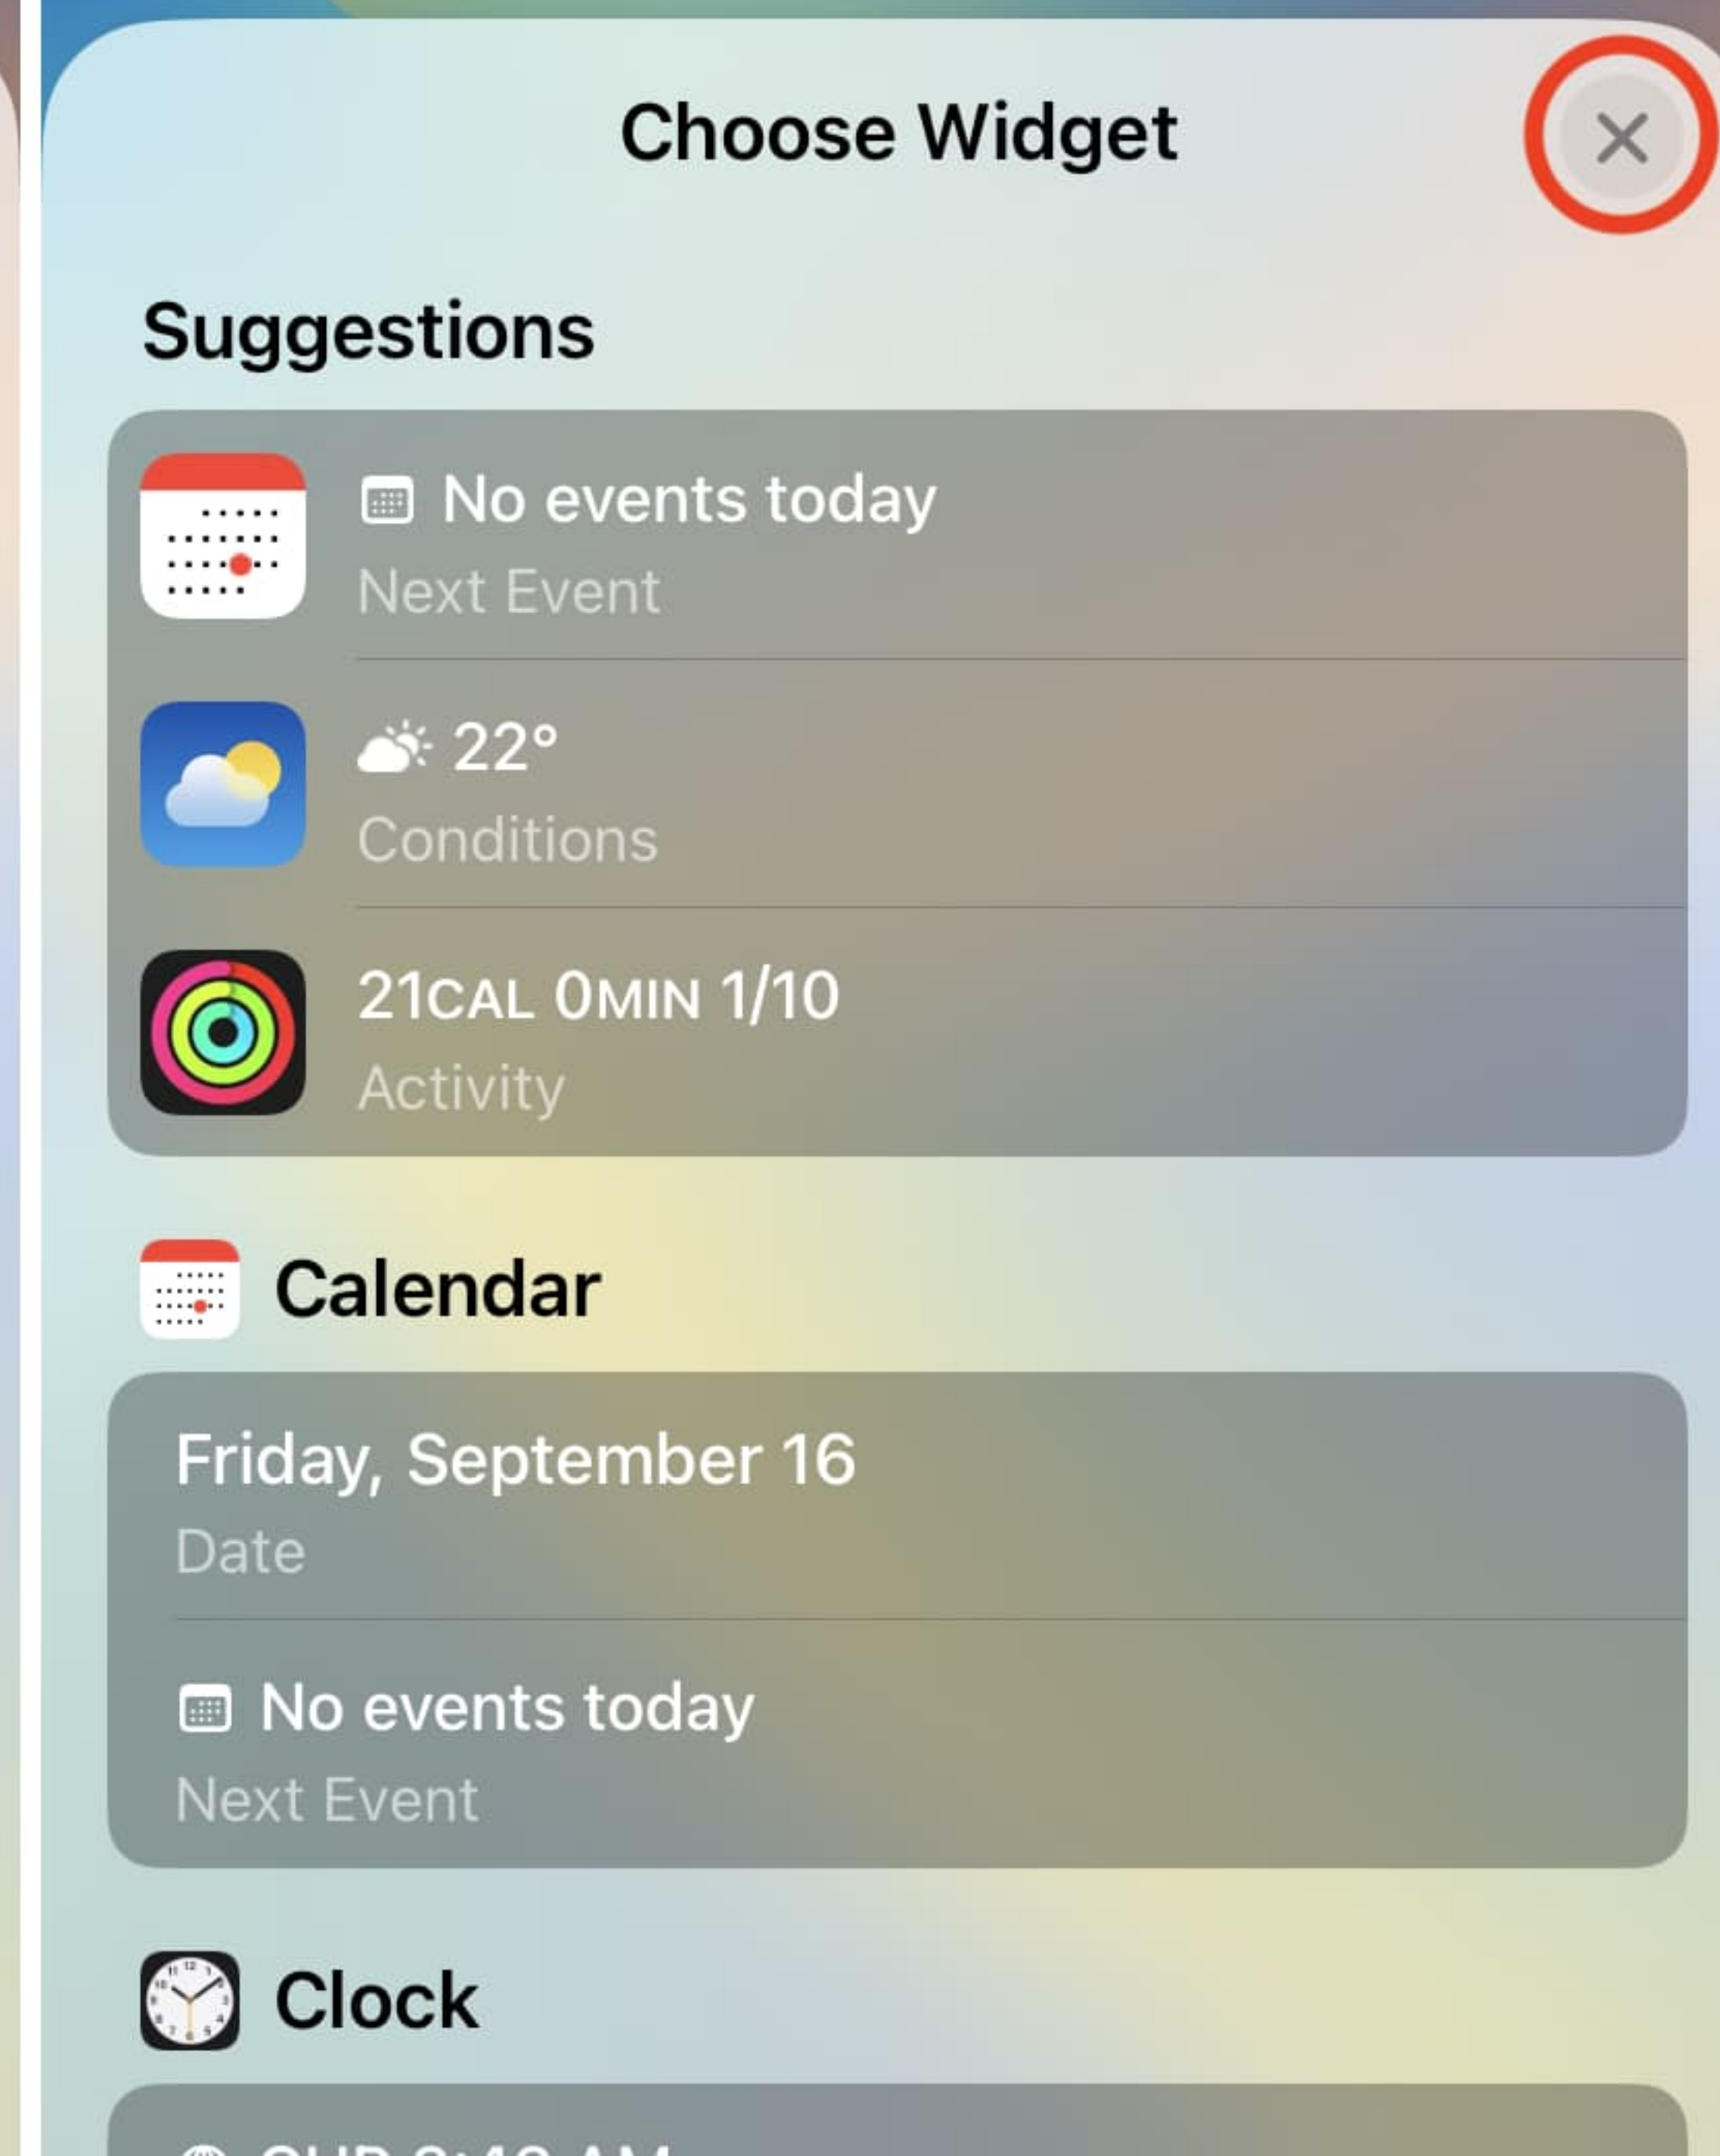 Choose Widget
Suggestions
No events today
Next Event
22°
Conditions
21CAL 0MIN 1/10
Activity
Calendar
Friday, September 16
Date
No events today
Next Event
Clock
AM